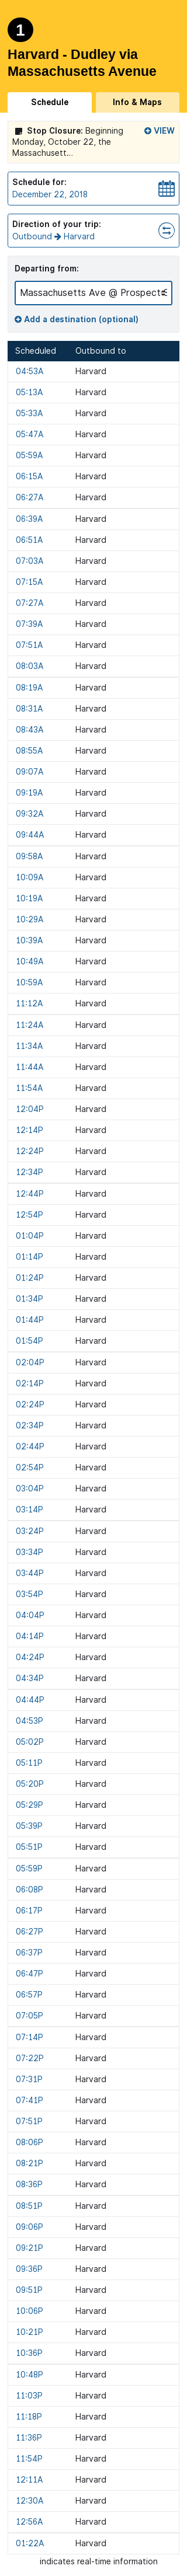 1
Harvard - Dudley via
Massachusetts Avenue
Schedule
Info & Maps
Stop Closure: Beginning
VIEW
Monday, October 22, the
Massachusett...
Schedule for:
December 22, 2018
Direction of your trip:
Outbound → Harvard
Departing from:
Massachusetts Ave @ Prospect S
Add a destination (optional)
Scheduled Outbound to
04:53A Harvard
05:13A Harvard
05:33A Harvard
05:47A Harvard
05:59A Harvard
06:15A Harvard
06:27A Harvard
06:39A Harvard
06:51A Harvard
07:03A Harvard
07:15A Harvard
07:27A Harvard
07:39A Harvard
07:51A Harvard
08:03A Harvard
08:19A Harvard
08:31A Harvard
08:43A Harvard
08:55A Harvard
09:07A Harvard
09:19A Harvard
09:32A Harvard
09:44A Harvard
09:58A Harvard
10:09A Harvard
10:19A Harvard
10:29A Harvard
10:39A Harvard
10:49A Harvard
10:59A Harvard
11:12A Harvard
11:24A Harvard
11:34A Harvard
11:44A Harvard
11:54A Harvard
12:04P Harvard
12:14P Harvard
12:24P Harvard
12:34P Harvard
12:44P Harvard
12:54P Harvard
01:04P Harvard
01:14P Harvard
01:24P Harvard
01:34P Harvard
01:44P Harvard
01:54P Harvard
02:04P Harvard
02:14P Harvard
02:24P Harvard
02:34P Harvard
02:44P Harvard
02:54P Harvard
03:04P Harvard
03:14P Harvard
03:24P Harvard
03:34P Harvard
03:44P Harvard
03:54P Harvard
04:04P Harvard
04:14P Harvard
04:24P Harvard
04:34P Harvard
04:44P Harvard
04:53P Harvard
05:02P Harvard
05:11P Harvard
05:20P Harvard
05:29P Harvard
05:39P Harvard
05:51P Harvard
05:59P Harvard
06:08P Harvard
06:17P Harvard
06:27P Harvard
06:37P Harvard
06:47P Harvard
06:57P Harvard
07:05P Harvard
07:14P Harvard
07:22P Harvard
07:31P Harvard
07:41P Harvard
07:51P Harvard
08:06P Harvard
08:21P Harvard
08:36P Harvard
08:51P Harvard
09:06P Harvard
09:21P Harvard
09:36P Harvard
09:51P Harvard
10:06P Harvard
10:21P Harvard
10:36P Harvard
10:48P Harvard
11:03P Harvard
11:18P Harvard
11:36P Harvard
11:54P Harvard
12:11A Harvard
12:30A Harvard
12:56A Harvard
01:22A Harvard
indicates real-time information